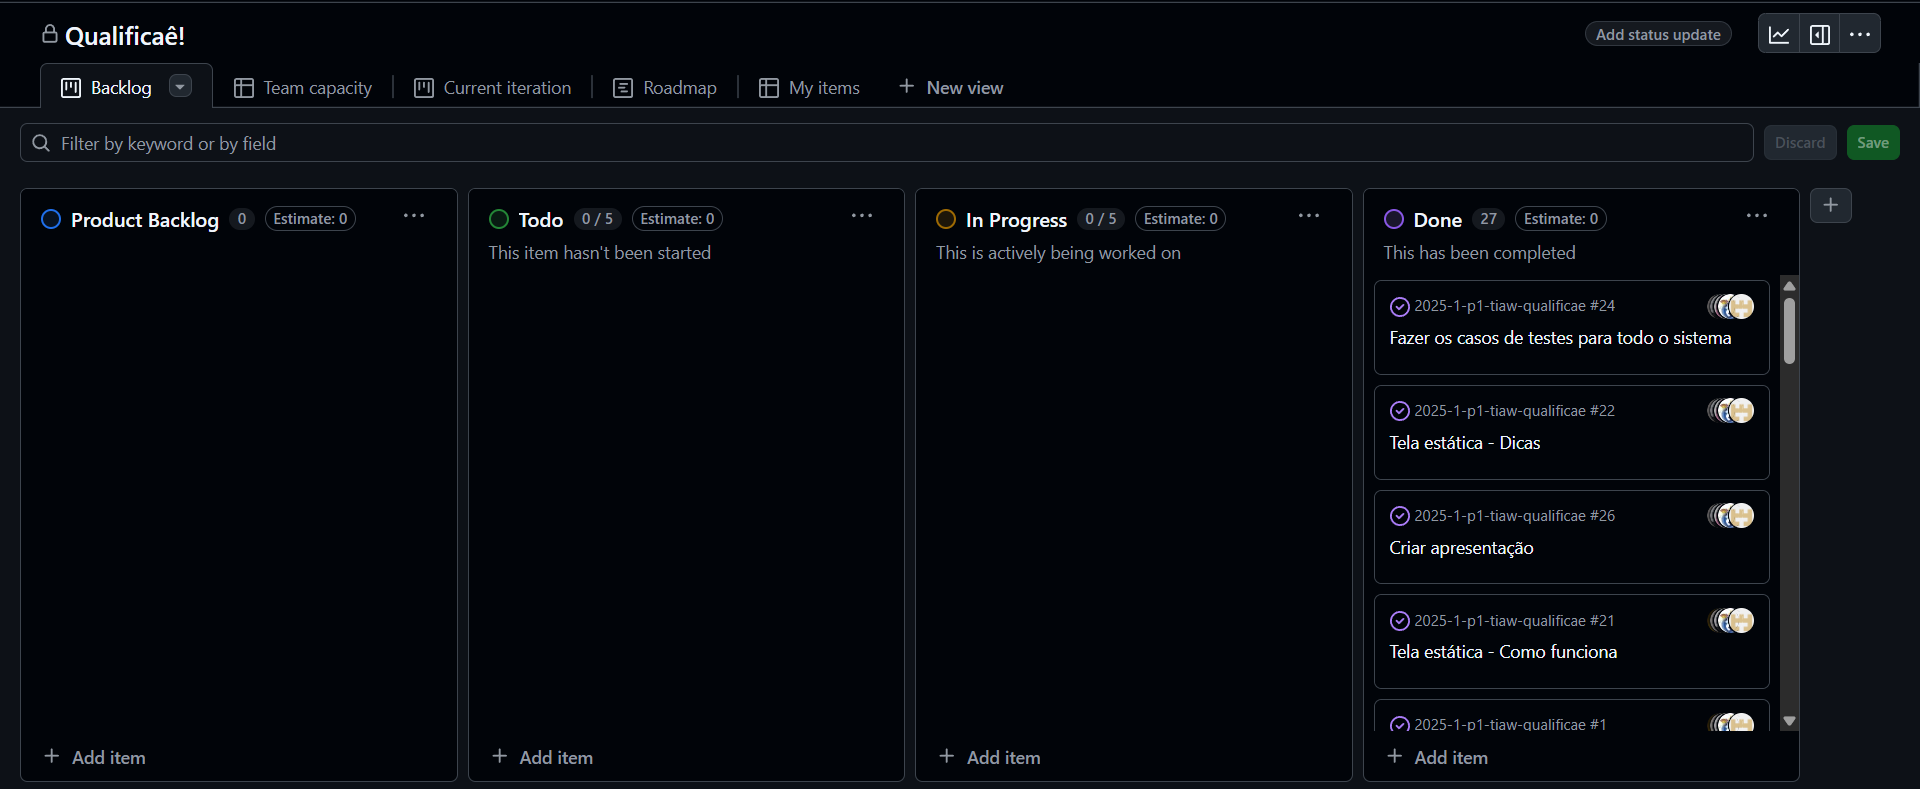 Qualificaê!
Add status update
Backlog
Team capacity
Current iteration
Roadmap
My items
New view
Filter by keyword or by field
Discard
Save
Product Backlog 0 Estimate: 0
Add item
Todo 0 / 5 Estimate: 0
This item hasn't been started
Add item
In Progress 0 / 5 Estimate: 0
This is actively being worked on
Add item
Done 27 Estimate: 0
This has been completed
2025-1-p1-tiaw-qualificae #24
Fazer os casos de testes para todo o sistema
2025-1-p1-tiaw-qualificae #22
Tela estática - Dicas
2025-1-p1-tiaw-qualificae #26
Criar apresentação
2025-1-p1-tiaw-qualificae #21
Tela estática - Como funciona
2025-1-p1-tiaw-qualificae #1
Add item